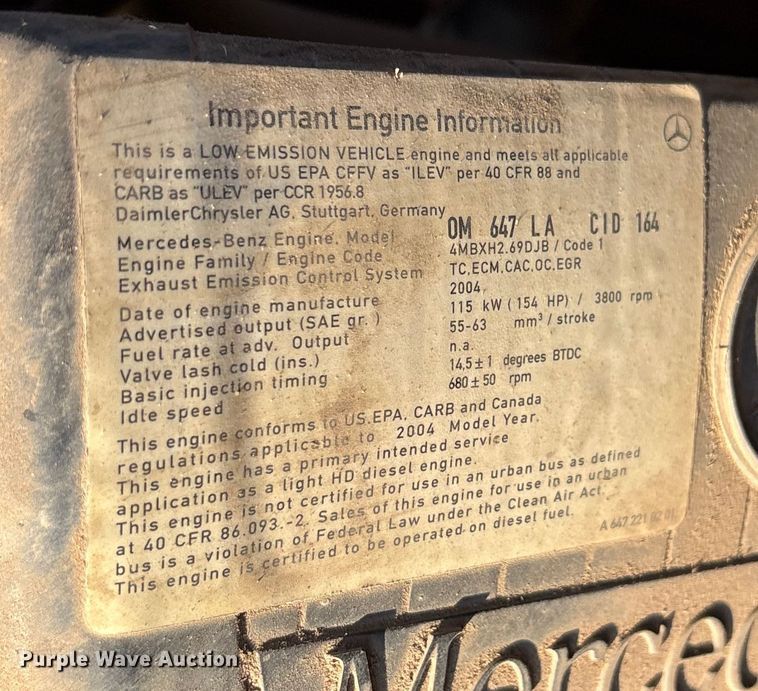 Important Engine Information
This is a LOW EMISSION VEHICLE engine and meets all applicable
requirements of US EPA CFFV as "ILEV" per 40 CFR 88 and
CARB as "ULEV" per CCR 1956.8
DaimlerChrysler AG, Stuttgart, Germany
Mercedes-Benz Engine, Model OM 647 LA CID 164
Engine Family / Engine Code 4MBXH2.69DJB / Code 1
Exhaust Emission Control System TC.ECM.CAC.OC.EGR
Date of engine manufacture 2004
Advertised output (SAE gr. ) 115 kW ( 154 HP) / 3800 rpm
Fuel rate at adv. Output 55-63 mm³ / stroke
Valve lash cold (ins.) n.a.
Basic injection timing 14,5±1 degrees BTDC
Idle speed 680±50 rpm
This engine conforms to US.EPA, CARB and Canada
regulations applicable to 2004 Model Year.
This engine has a primary intended service
application as a light HD diesel engine.
This engine is not certified for use in an urban bus as defined
at 40 CFR 86.093.-2. Sales of this engine for use in an urban
bus is a violation of Federal Law under the Clean Air Act.
This engine is certified to be operated on diesel fuel.
A 647 221 02 01
Merced
Purple Wave Auction